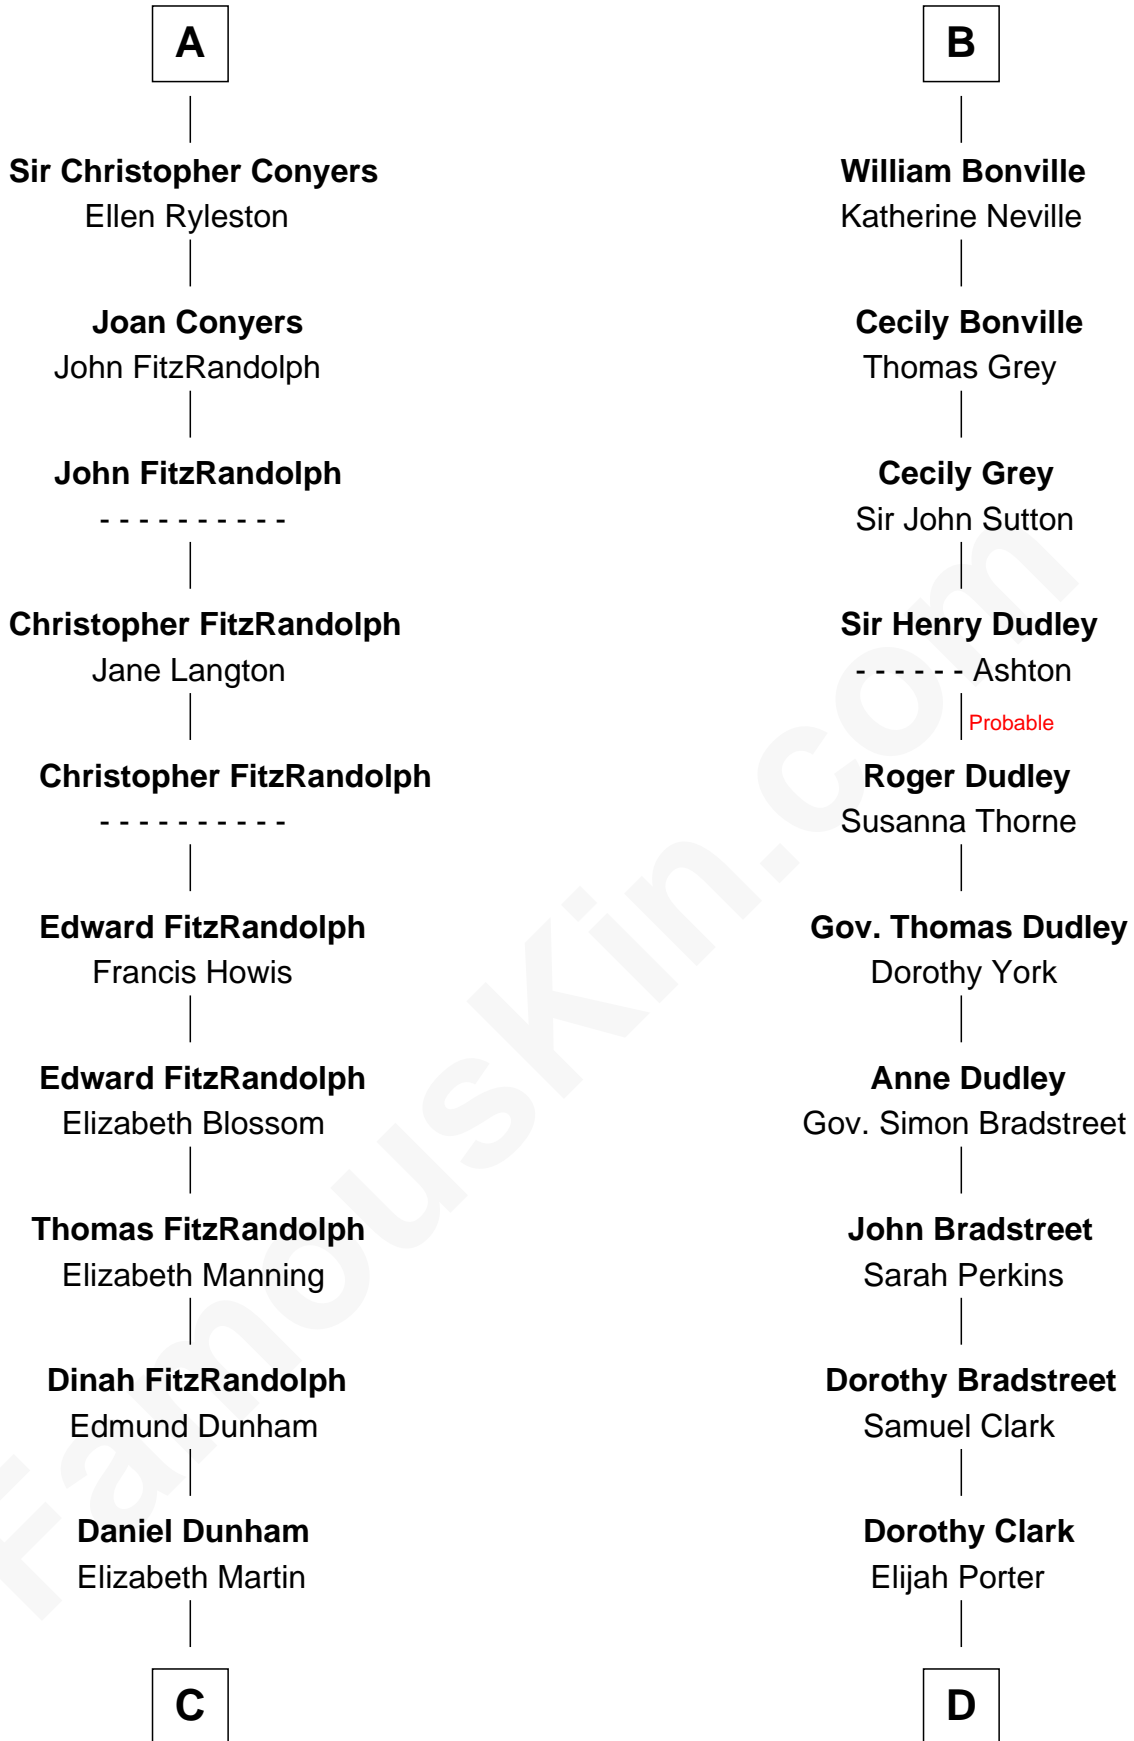 A
Sir Christopher Conyers
Ellen Ryleston
Joan Conyers
John FitzRandolph
John FitzRandolph
- - - - - - - - - -
Christopher FitzRandolph
Jane Langton
Christopher FitzRandolph
- - - - - - - - - -
Edward FitzRandolph
Francis Howis
Edward FitzRandolph
Elizabeth Blossom
Thomas FitzRandolph
Elizabeth Manning
Dinah FitzRandolph
Edmund Dunham
Daniel Dunham
Elizabeth Martin
C
B
William Bonville
Katherine Neville
Cecily Bonville
Thomas Grey
Cecily Grey
Sir John Sutton
Sir Henry Dudley
- - - - - - Ashton
Probable
Roger Dudley
Susanna Thorne
Gov. Thomas Dudley
Dorothy York
Anne Dudley
Gov. Simon Bradstreet
John Bradstreet
Sarah Perkins
Dorothy Bradstreet
Samuel Clark
Dorothy Clark
Elijah Porter
D
FamousKin.com